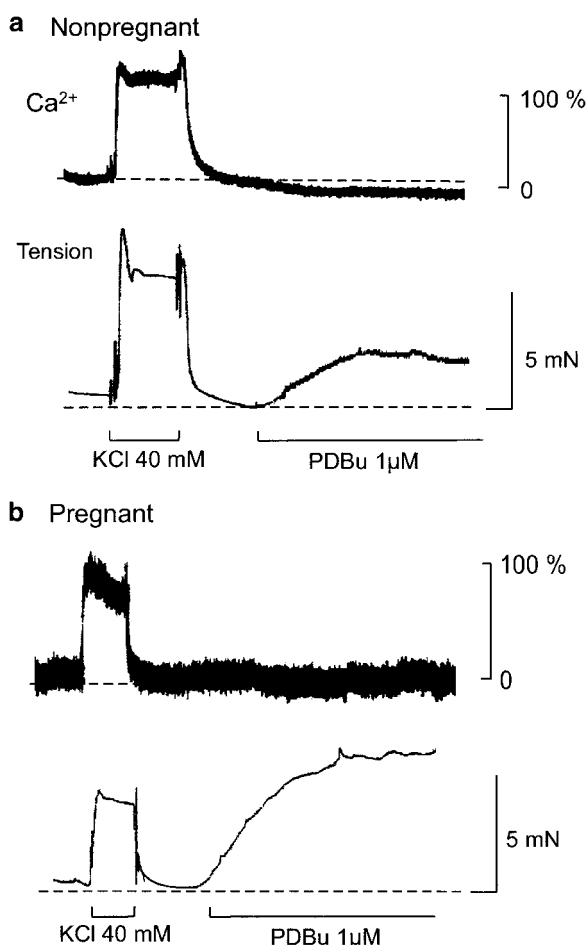 a Nonpregnant
Ca²⁺
100 %
0
Tension
5 mN
KCl 40 mM
PDBu 1µM
b Pregnant
100 %
0
5 mN
KCl 40 mM
PDBu 1µM